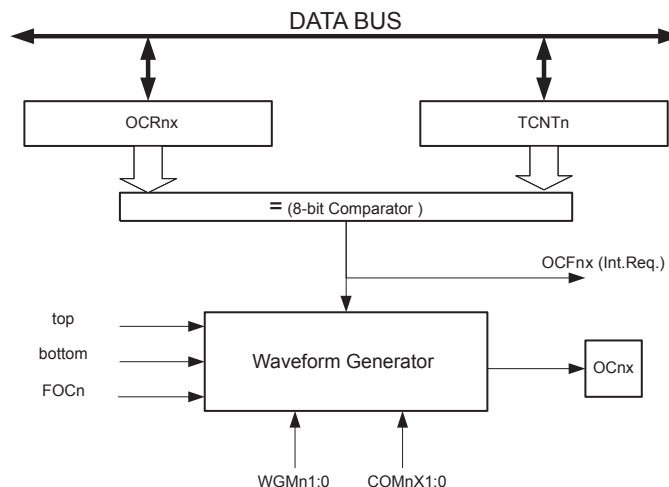 DATA BUS
OCRnx
TCNTn
= (8-bit Comparator )
OCFnx (Int.Req.)
top
bottom
FOCn
Waveform Generator
OCnx
WGMn1:0
COMnX1:0